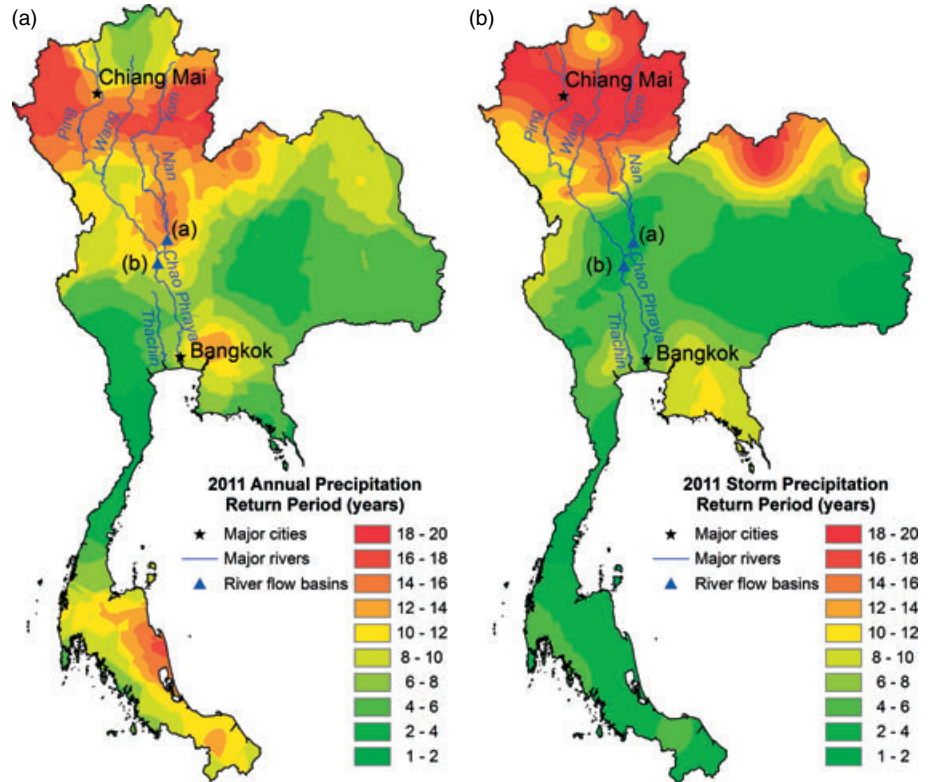 (a)
Chiang Mai
Ping
Wang
Yom
Nan
(a)
(b)
Chao Phraya
Thachin
Bangkok
2011 Annual Precipitation
Return Period (years)
Major cities
Major rivers
River flow basins
18 - 20
16 - 18
14 - 16
12 - 14
10 - 12
8 - 10
6 - 8
4 - 6
2 - 4
1 - 2
(b)
Chiang Mai
Ping
Wang
Yom
Nan
(a)
(b)
Chao Phraya
Thachin
Bangkok
2011 Storm Precipitation
Return Period (years)
Major cities
Major rivers
River flow basins
18 - 20
16 - 18
14 - 16
12 - 14
10 - 12
8 - 10
6 - 8
4 - 6
2 - 4
1 - 2